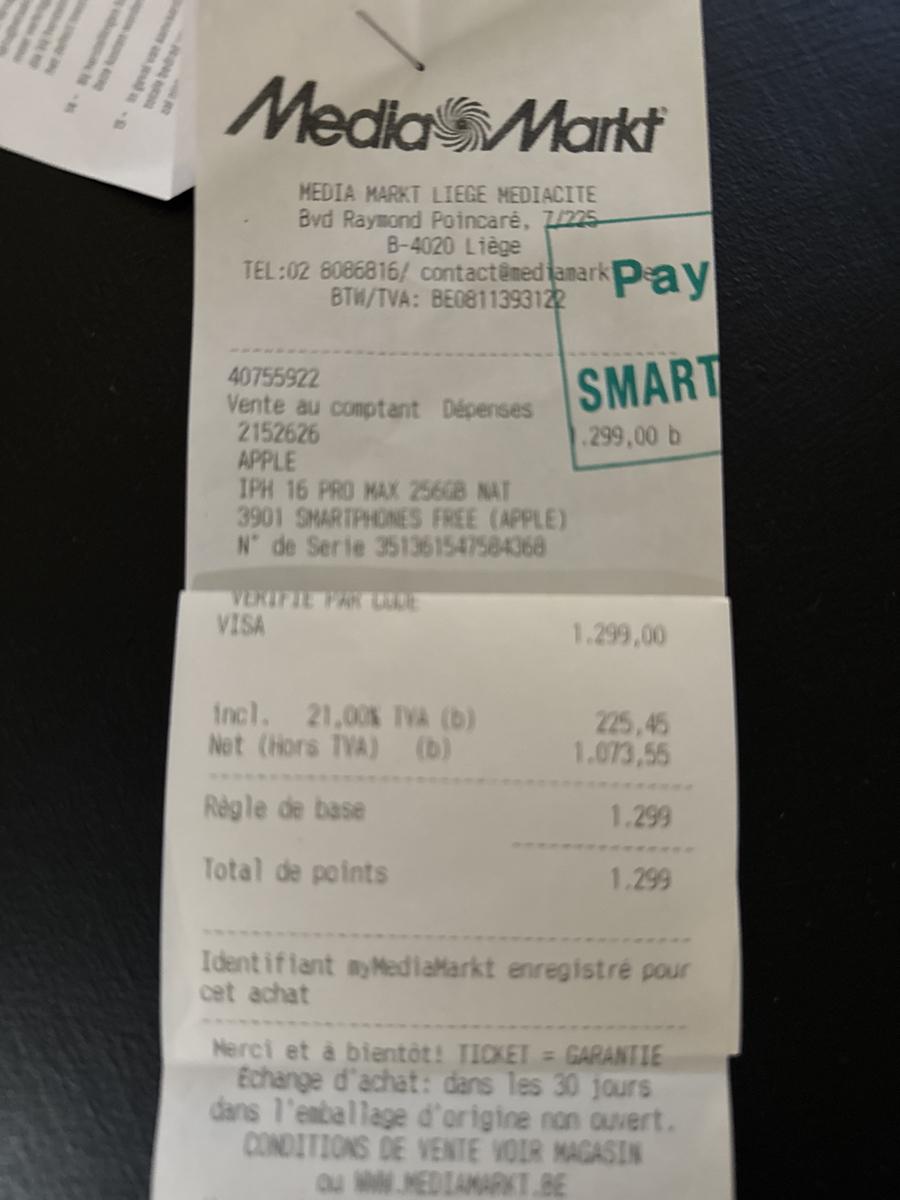 MediaMarkt
MEDIA MARKT LIEGE MEDIACITE
Bvd Raymond Poincaré, 7/225
B-4020 Liège
TEL:02 8086816/ contact@mediamark
Pay
BTW/TVA: BE0811393122
40755922
SMART
Vente au comptant Dépenses
2152626 .299,00 b
APPLE
IPH 16 PRO MAX 256GB NAT
3901 SMARTPHONES FREE (APPLE)
N° de Serie 351361547584368
VERIFIE PAR CODE
VISA 1.299,00
incl. 21,00% TVA (b) 225,45
Net (Hors TVA) (b) 1.073,55
Règle de base 1.299
Total de points 1.299
Identifiant myMediaMarkt enregistré pour
cet achat
Merci et à bientôt! TICKET = GARANTIE
Echange d'achat: dans les 30 jours
dans l'emballage d'origine non ouvert.
CONDITIONS DE VENTE VOIR MAGASIN
ou WWW.MEDIAMARKT.BE